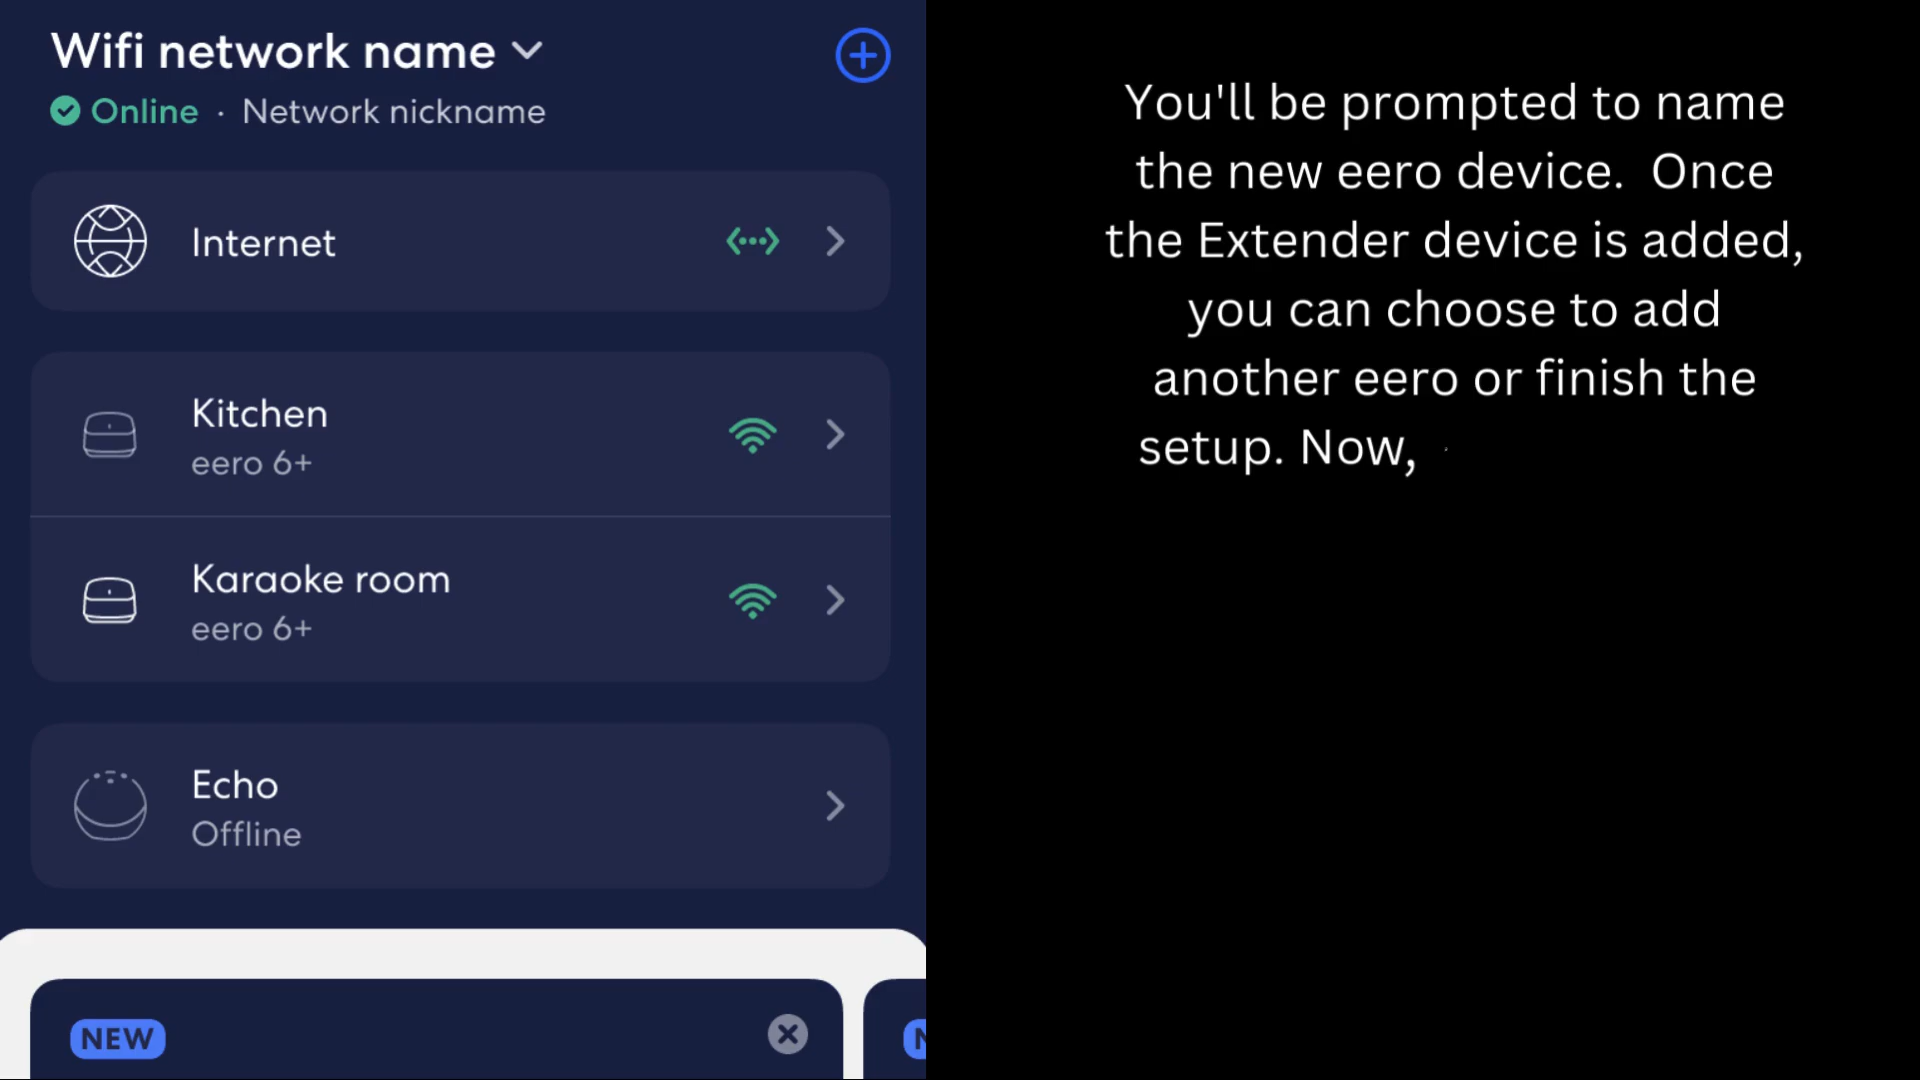 Wifi network name
Online · Network nickname
Internet
Kitchen
eero 6+
Karaoke room
eero 6+
Echo
Offline
NEW
You'll be prompted to name
the new eero device. Once
the Extender device is added,
you can choose to add
another eero or finish the
setup. Now,